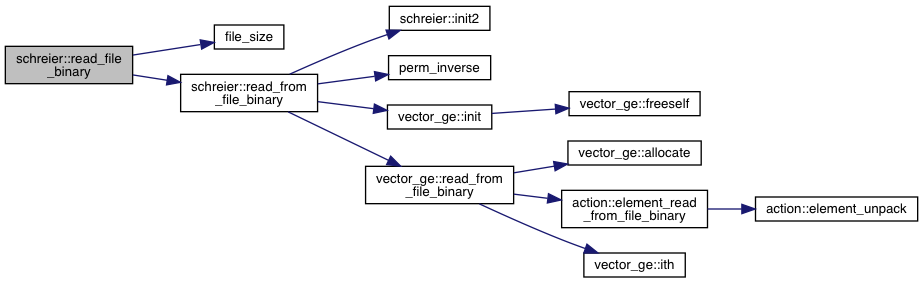 schreier::read_file
_binary
file_size
schreier::read_from
_file_binary
schreier::init2
perm_inverse
vector_ge::init
vector_ge::freeself
vector_ge::read_from
_file_binary
vector_ge::allocate
action::element_read
_from_file_binary
action::element_unpack
vector_ge::ith